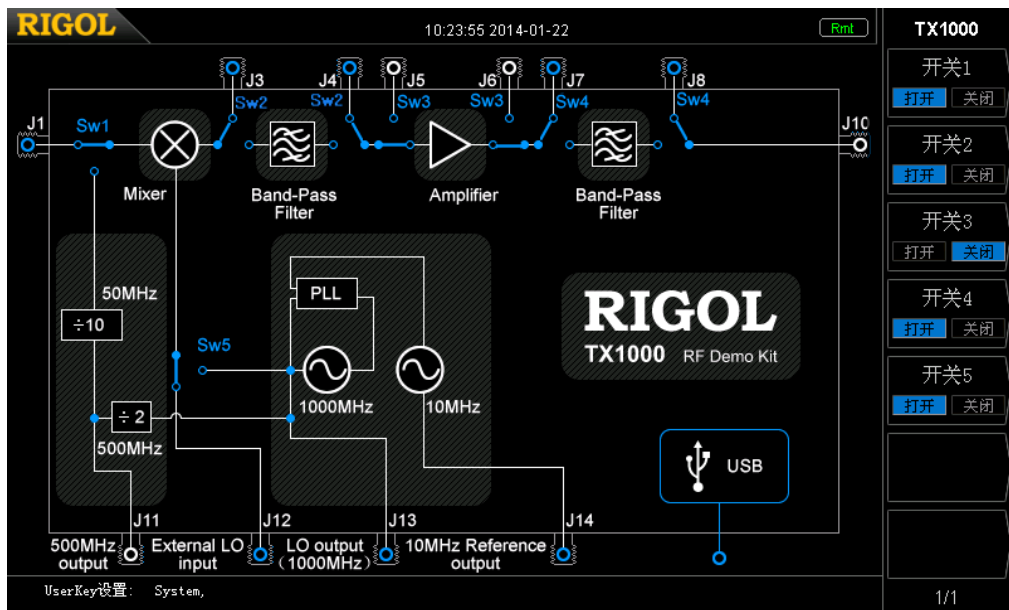 RIGOL
10:23:55 2014-01-22
Rmt
TX1000
J3
J4
J5
J6
J7
J8
Sw2
Sw2
Sw3
Sw3
Sw4
Sw4
J1
Sw1
J10
Mixer
Band-Pass
Filter
Amplifier
Band-Pass
Filter
50MHz
÷10
PLL
Sw5
1000MHz
10MHz
÷ 2
500MHz
RIGOL
TX1000 RF Demo Kit
USB
J11
J12
J13
J14
500MHz
output
External LO
input
LO output
(1000MHz)
10MHz Reference
output
开关1
打开 关闭
开关2
打开 关闭
开关3
打开 关闭
开关4
打开 关闭
开关5
打开 关闭
UserKey设置: System,
1/1